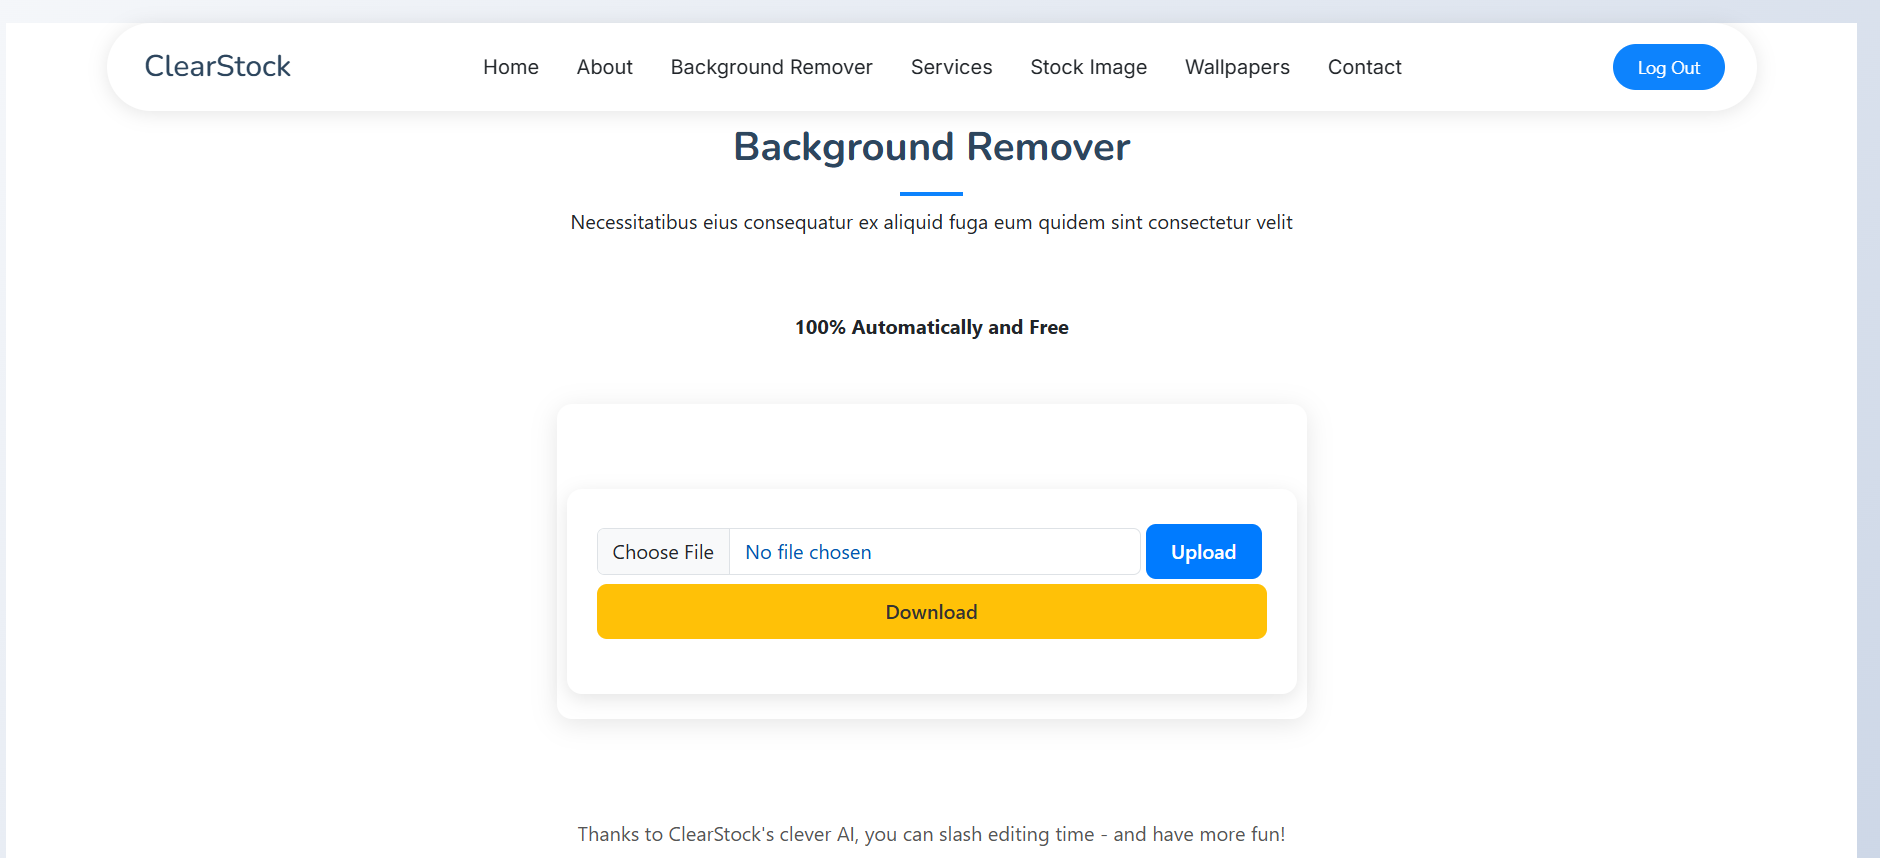 ClearStock Home About Background Remover Services Stock Image Wallpapers Contact Log Out
Background Remover
Necessitatibus eius consequatur ex aliquid fuga eum quidem sint consectetur velit
100% Automatically and Free
Choose File No file chosen Upload
Download
Thanks to ClearStock's clever AI, you can slash editing time - and have more fun!